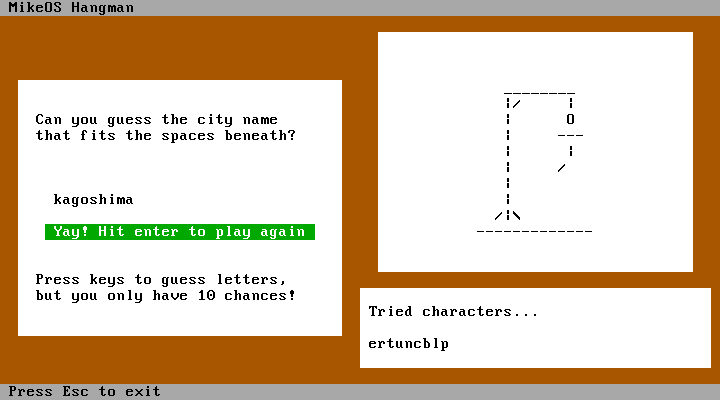 MikeOS Hangman
Can you guess the city name
that fits the spaces beneath?
kagoshima
Yay! Hit enter to play again
Press keys to guess letters,
but you only have 10 chances!
Tried characters...
ertuncblp
Press Esc to exit